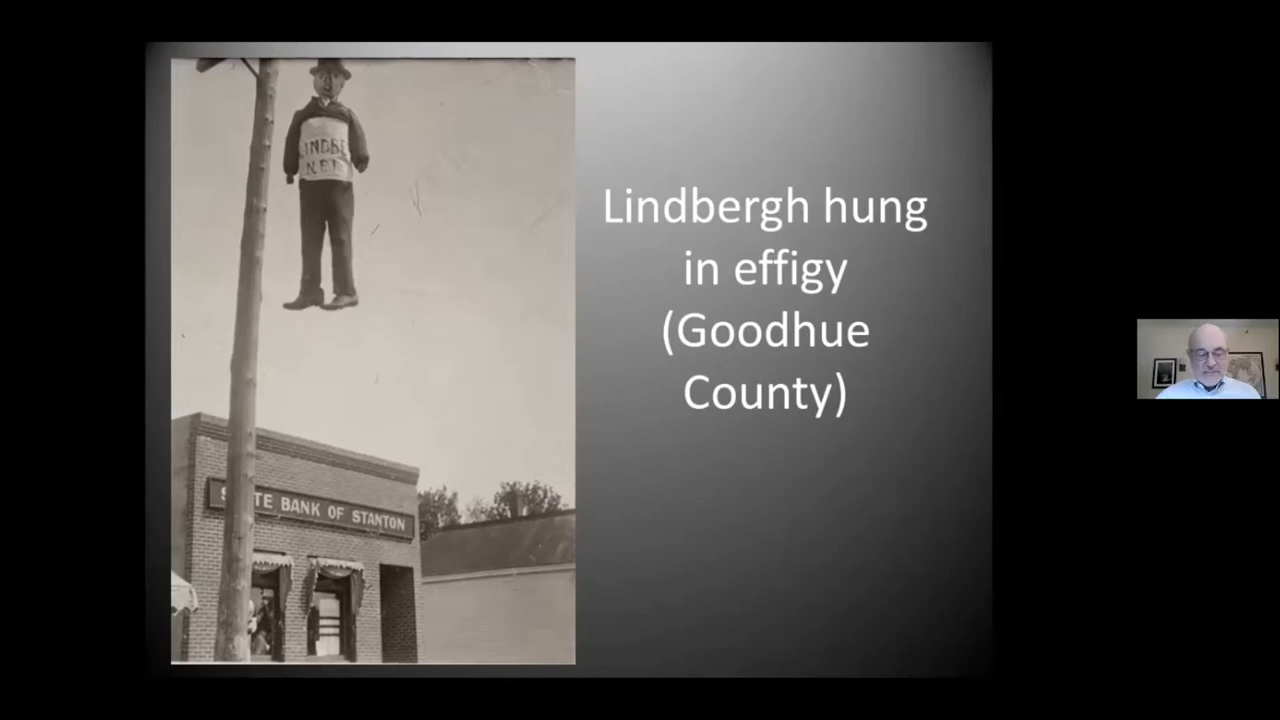 Lindbergh hung
in effigy
(Goodhue
County)
BANK OF STANTON